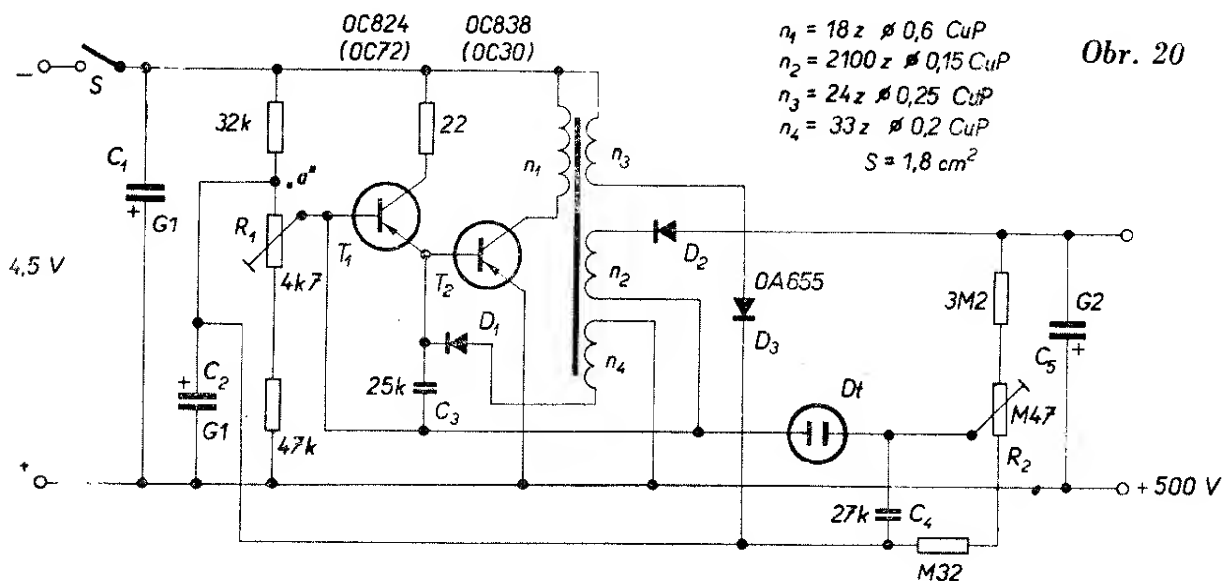 OC824
(OC72)
OC838
(OC30)
n₁ = 18 z ø 0,6 CuP
n₂ = 2100 z ø 0,15 CuP
n₃ = 24 z ø 0,25 CuP
n₄ = 33 z ø 0,2 CuP
S = 1,8 cm²
Obr. 20
–
S
32k
22
C₁
+
G1
„a"
R₁
4k7
T₁
T₂
n₁
n₃
D₂
n₂
OA655
D₃
3M2
G2
+
C₅
4,5 V
D₁
n₄
25k
C₃
+
C₂
G1
47k
Dt
M47
R₂
+
+ 500 V
27k
C₄
M32